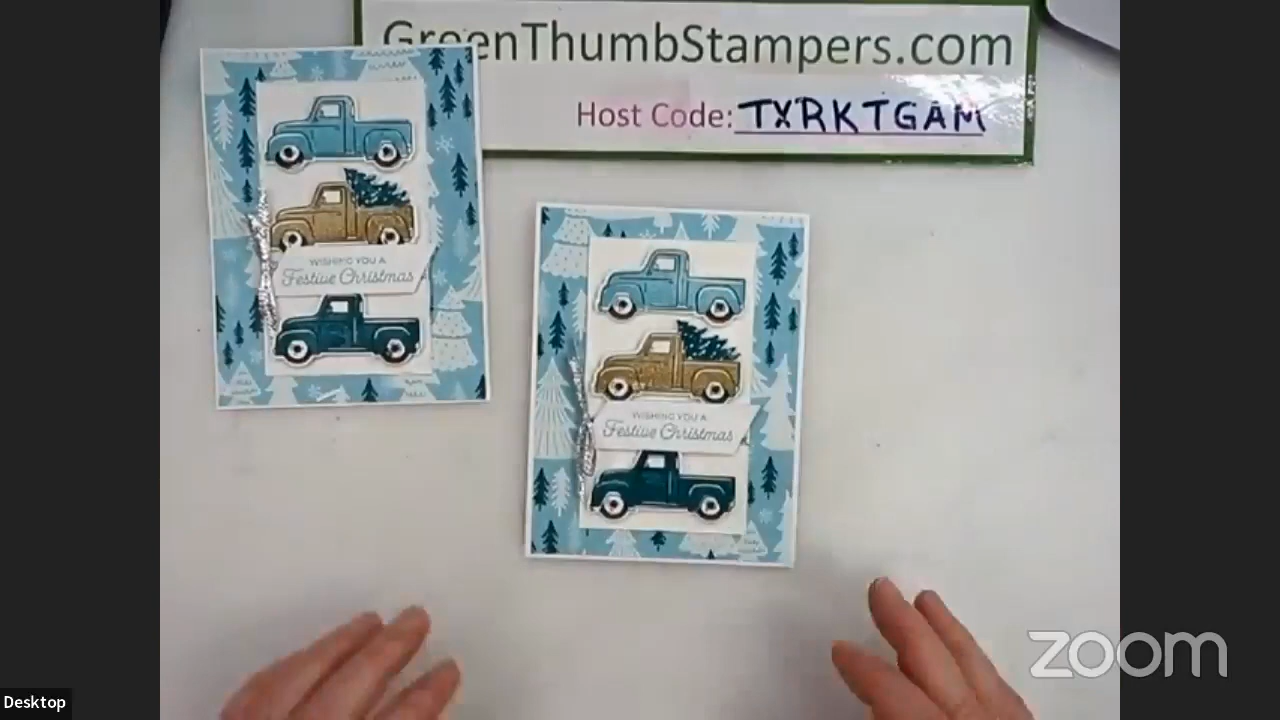 GreenThumbStampers.com
Host Code: TXRKTGAM
WISHING YOU A
Festive Christmas
WISHING YOU A
Festive Christmas
zoom
Desktop